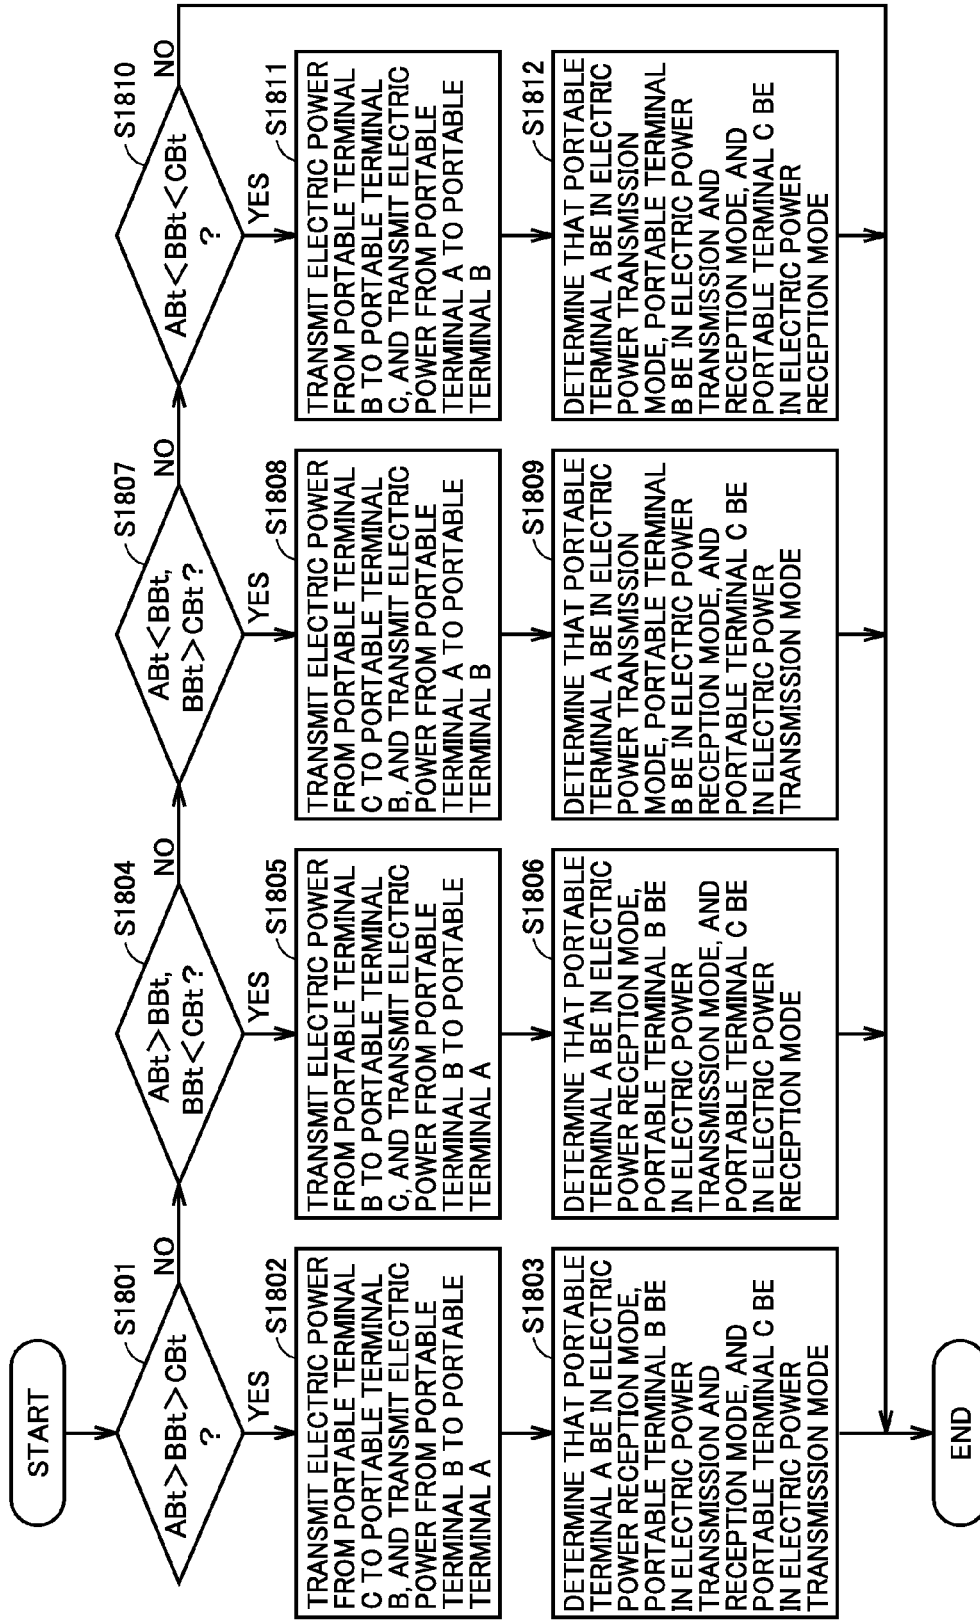 START
S1801
ABt>BBt>CBt
?
NO
YES
S1802
TRANSMIT ELECTRIC POWER
FROM PORTABLE TERMINAL
C TO PORTABLE TERMINAL
B, AND TRANSMIT ELECTRIC
POWER FROM PORTABLE
TERMINAL B TO PORTABLE
TERMINAL A
S1803
DETERMINE THAT PORTABLE
TERMINAL A BE IN ELECTRIC
POWER RECEPTION MODE,
PORTABLE TERMINAL B BE
IN ELECTRIC POWER
TRANSMISSION AND
RECEPTION MODE, AND
PORTABLE TERMINAL C BE
IN ELECTRIC POWER
TRANSMISSION MODE
S1804
ABt>BBt,
BBt<CBt?
NO
YES
S1805
TRANSMIT ELECTRIC POWER
FROM PORTABLE TERMINAL
B TO PORTABLE TERMINAL
C, AND TRANSMIT ELECTRIC
POWER FROM PORTABLE
TERMINAL B TO PORTABLE
TERMINAL A
S1806
DETERMINE THAT PORTABLE
TERMINAL A BE IN ELECTRIC
POWER RECEPTION MODE,
PORTABLE TERMINAL B BE
IN ELECTRIC POWER
TRANSMISSION MODE, AND
PORTABLE TERMINAL C BE
IN ELECTRIC POWER
RECEPTION MODE
S1807
ABt<BBt,
BBt>CBt?
NO
YES
S1808
TRANSMIT ELECTRIC POWER
FROM PORTABLE TERMINAL
C TO PORTABLE TERMINAL
B, AND TRANSMIT ELECTRIC
POWER FROM PORTABLE
TERMINAL A TO PORTABLE
TERMINAL B
S1809
DETERMINE THAT PORTABLE
TERMINAL A BE IN ELECTRIC
POWER TRANSMISSION
MODE, PORTABLE TERMINAL
B BE IN ELECTRIC POWER
RECEPTION MODE, AND
PORTABLE TERMINAL C BE
IN ELECTRIC POWER
TRANSMISSION MODE
S1810
ABt<BBt<CBt
?
NO
YES
S1811
TRANSMIT ELECTRIC POWER
FROM PORTABLE TERMINAL
B TO PORTABLE TERMINAL
C, AND TRANSMIT ELECTRIC
POWER FROM PORTABLE
TERMINAL A TO PORTABLE
TERMINAL B
S1812
DETERMINE THAT PORTABLE
TERMINAL A BE IN ELECTRIC
POWER TRANSMISSION
MODE, PORTABLE TERMINAL
B BE IN ELECTRIC POWER
TRANSMISSION AND
RECEPTION MODE, AND
PORTABLE TERMINAL C BE
IN ELECTRIC POWER
RECEPTION MODE
END